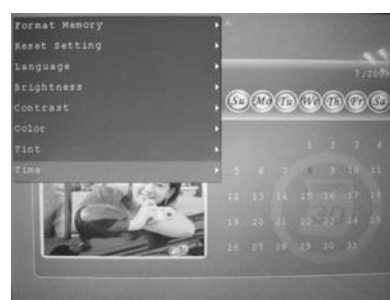 Format Memory
Reset Setting
Language
Brightness
Contrast
Color
Tint
Time
7/200
Su Mo Tu We Th Fr Sa
1 2 3 4
5 6 7 8 9 10 11
12 13 14 15 16 17 18
19 20 21 22 23 24 25
26 27 28 29 30 31